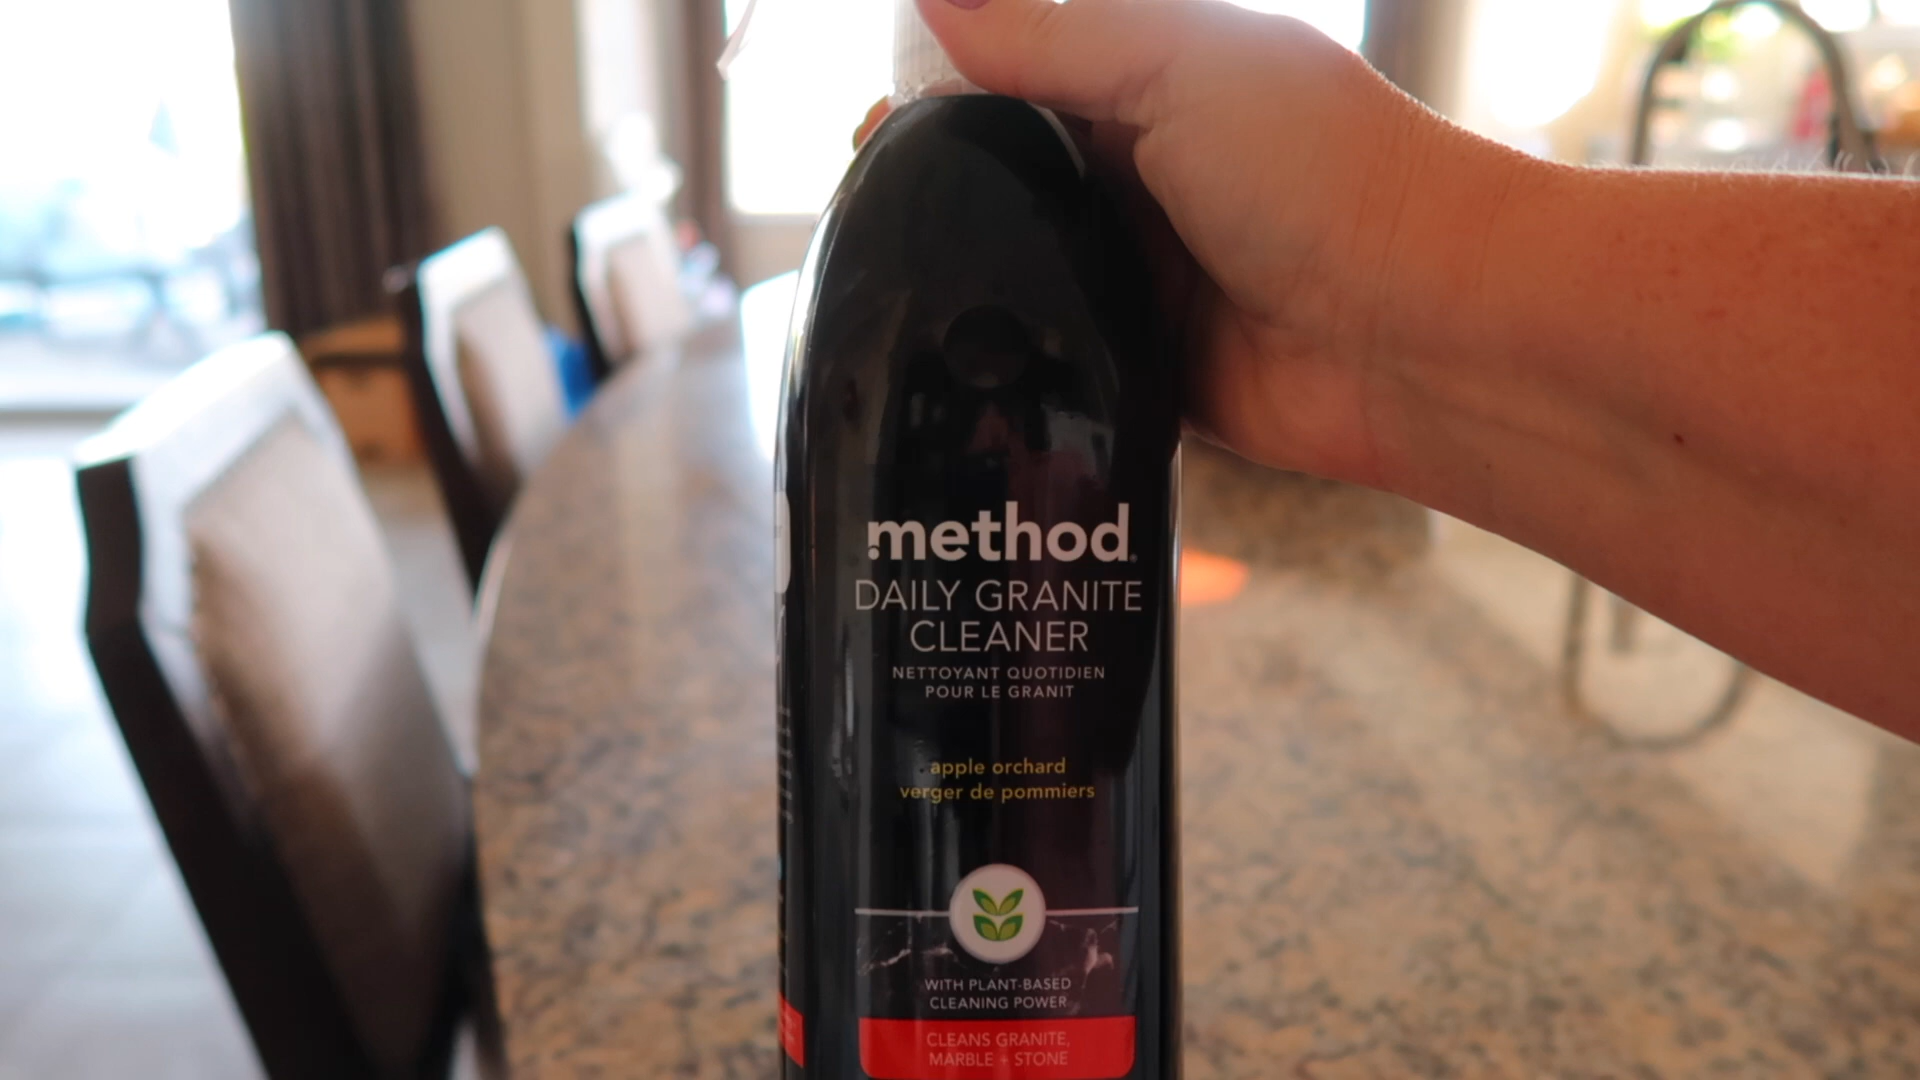 method®
DAILY GRANITE
CLEANER
NETTOYANT QUOTIDIEN
POUR LE GRANIT
apple orchard
verger de pommiers
WITH PLANT-BASED
CLEANING POWER
CLEANS GRANITE,
MARBLE + STONE